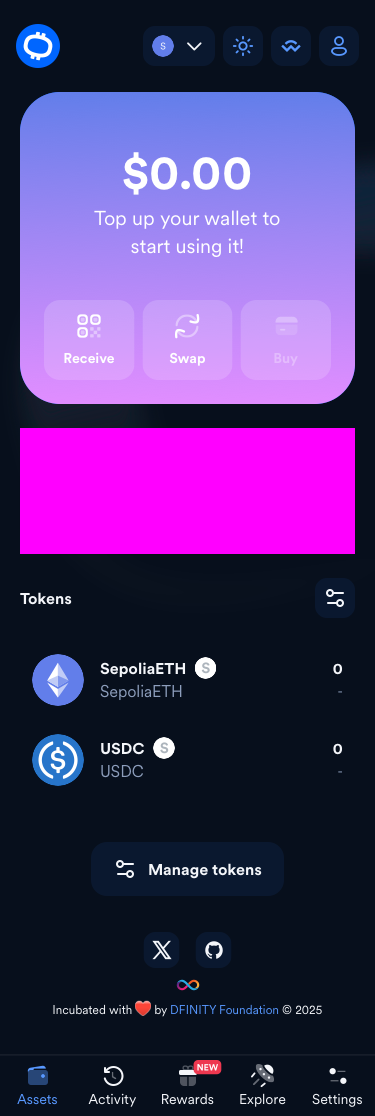 S
$0.00
Top up your wallet to
start using it!
Receive
Swap
Buy
Tokens
SepoliaETH S
0
SepoliaETH
-
USDC S
0
USDC
-
Manage tokens
Incubated with ❤️ by DFINITY Foundation © 2025
NEW
Assets
Activity
Rewards
Explore
Settings